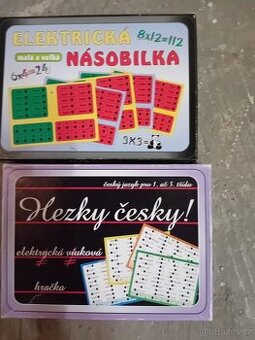 ELEKTRICKÁ
8x12=112
malá a velká
NÁSOBILKA
6x4=24
3x3=
český jazyk pro 1. až 3. třídu
Hezky česky!
elektrická výuková
hračka